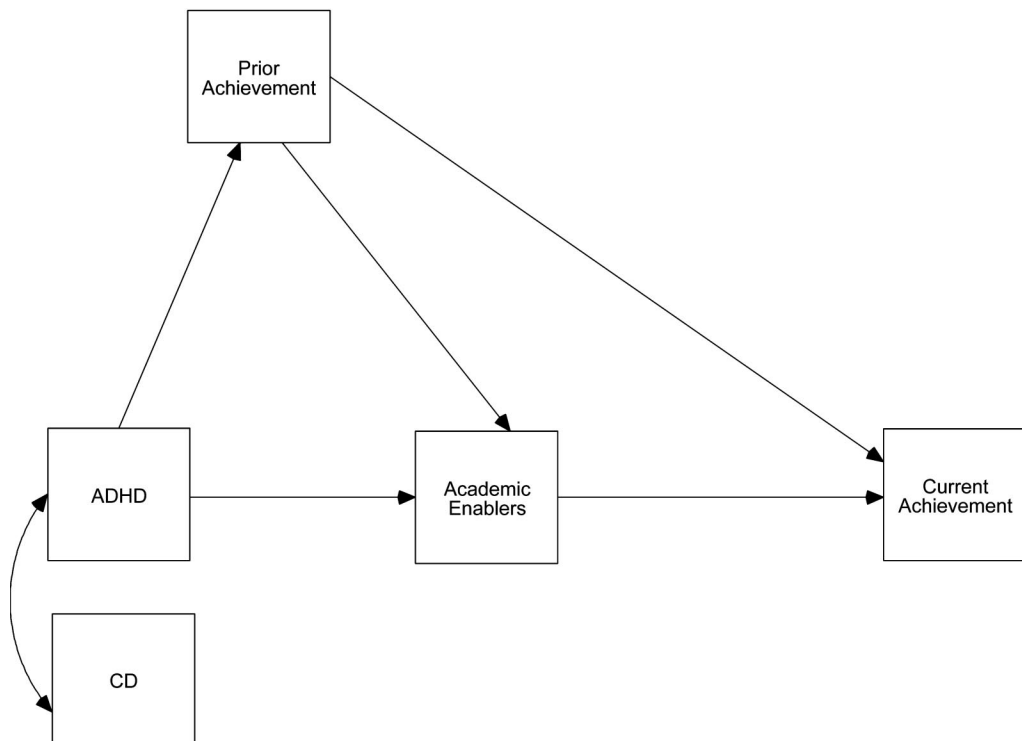 Prior
Achievement
ADHD
Academic
Enablers
Current
Achievement
CD